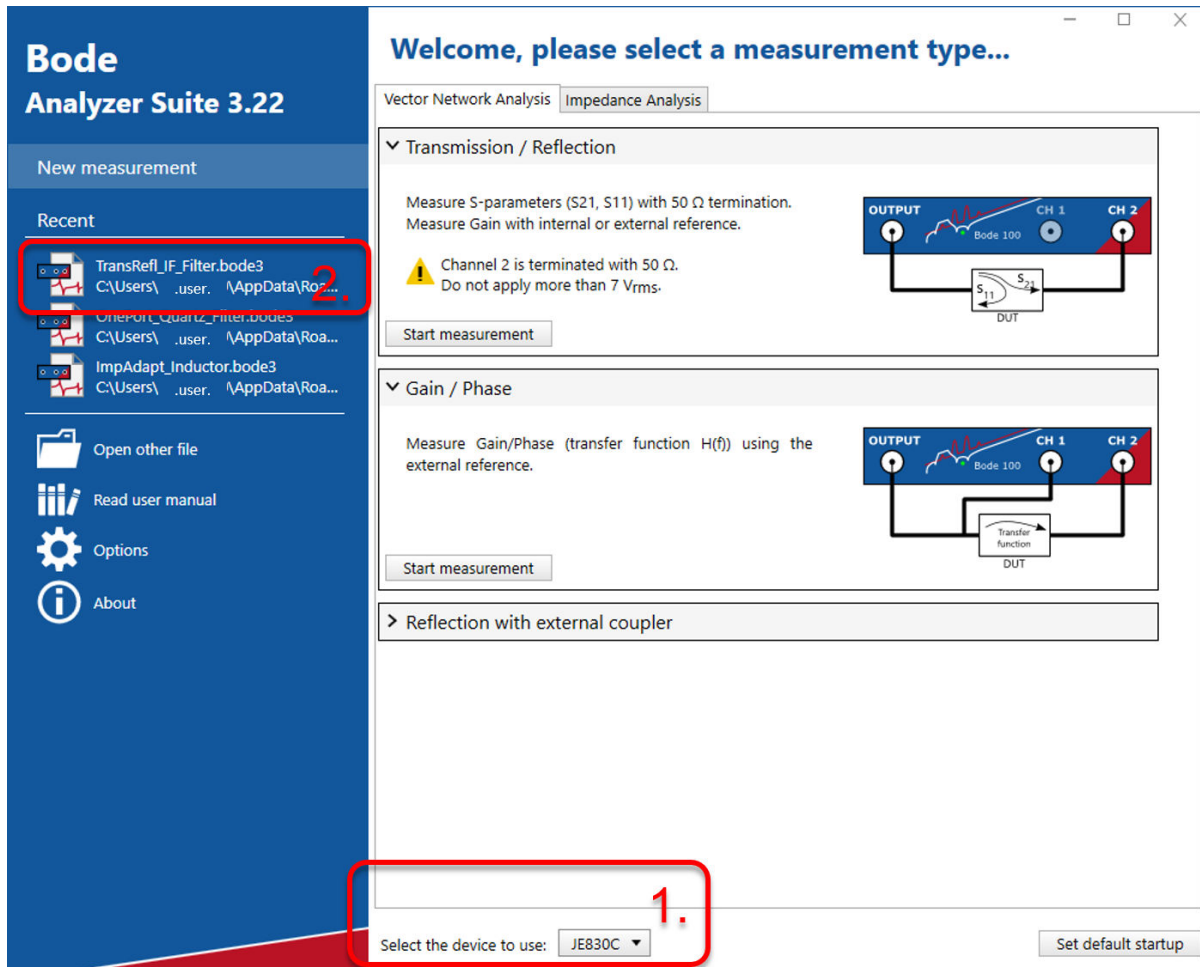 Bode
Analyzer Suite 3.22
New measurement
Recent
TransRefl_IF_Filter.bode3
C:\Users\ .user. \AppData\Roa...
2.
OnePort_Quartz_Filter.bode3
C:\Users\ .user. \AppData\Roa...
ImpAdapt_Inductor.bode3
C:\Users\ .user. \AppData\Roa...
Open other file
Read user manual
Options
About
Welcome, please select a measurement type...
Vector Network Analysis
Impedance Analysis
Transmission / Reflection
Measure S-parameters (S21, S11) with 50 Ω termination.
Measure Gain with internal or external reference.
Channel 2 is terminated with 50 Ω.
Do not apply more than 7 Vrms.
Start measurement
OUTPUT
CH 1
CH 2
Bode 100
S11
S21
DUT
Gain / Phase
Measure Gain/Phase (transfer function H(f)) using the
external reference.
Start measurement
OUTPUT
CH 1
CH 2
Bode 100
Transfer
function
DUT
Reflection with external coupler
1.
Select the device to use: JE830C
Set default startup